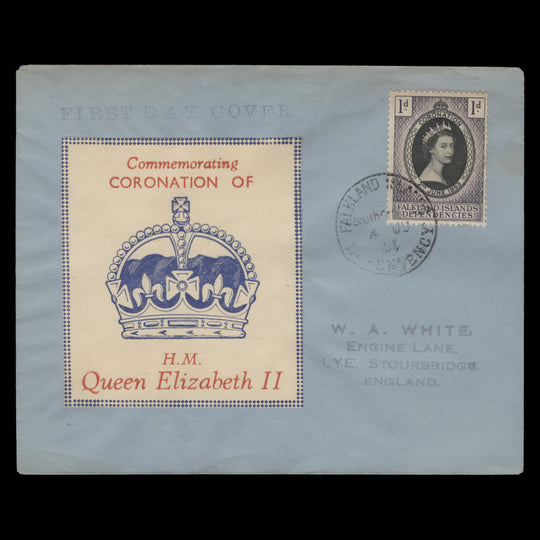 FIRST DAY COVER
Commemorating
CORONATION OF
H.M.
Queen Elizabeth II
1d 1d
CORONATION
JUNE 1953
FALKLAND ISLANDS
DEPENDENCIES
FALKLAND
W. A. WHITE,
ENGINE LANE,
LYE, STOURBRIDGE.
ENGLAND.